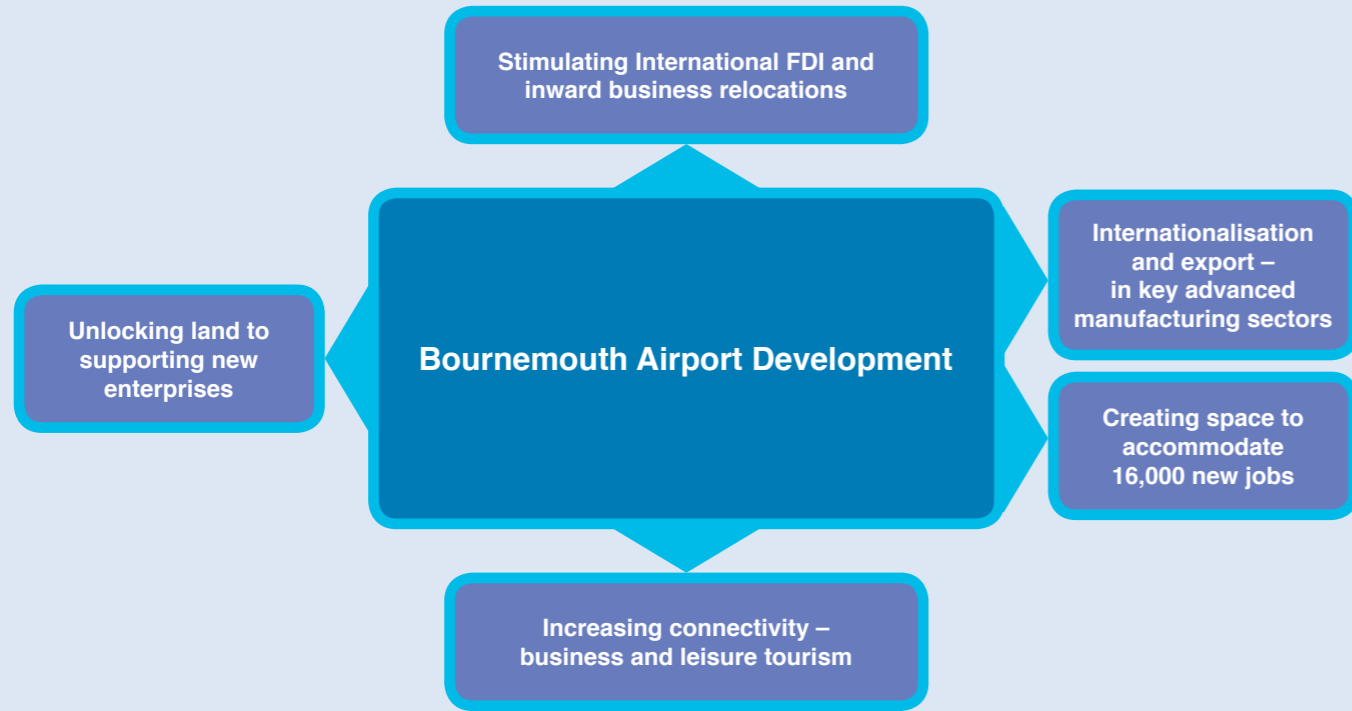 Stimulating International FDI and
inward business relocations
Internationalisation
and export –
in key advanced
manufacturing sectors
Unlocking land to
supporting new
enterprises
Bournemouth Airport Development
Creating space to
accommodate
16,000 new jobs
Increasing connectivity –
business and leisure tourism